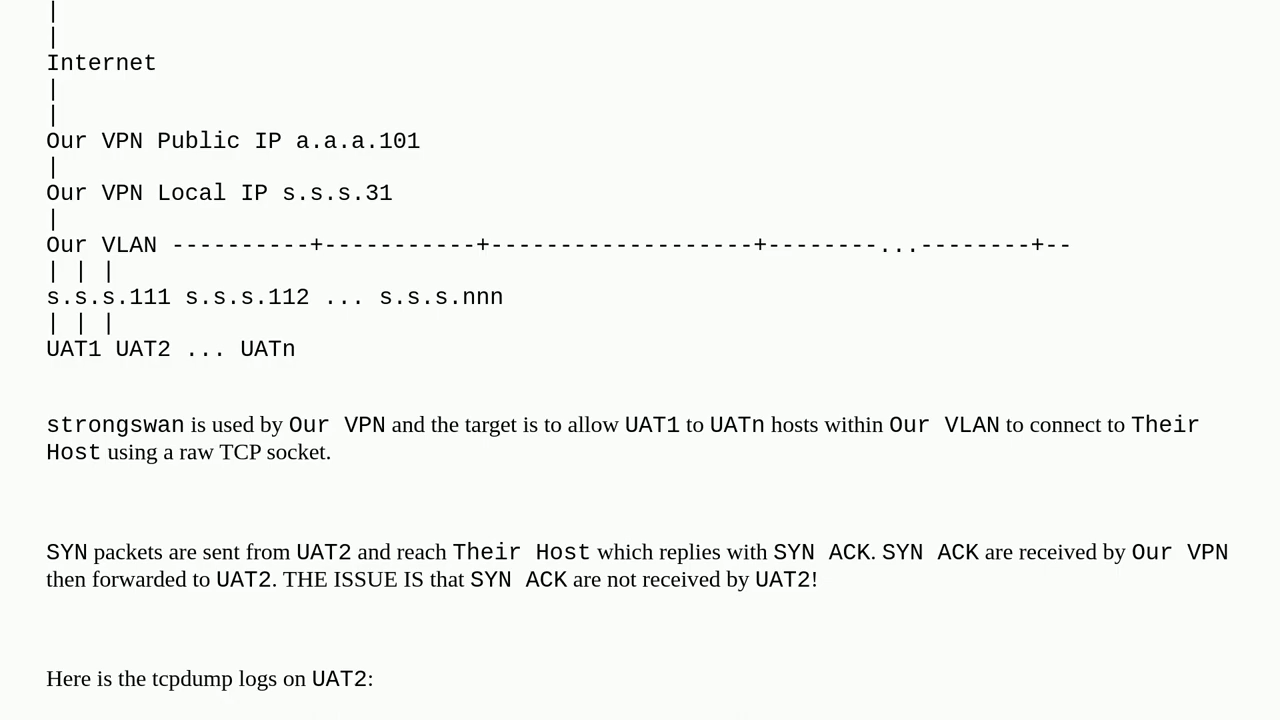 |
|
Internet
|
|
Our VPN Public IP a.a.a.101
|
Our VPN Local IP s.s.s.31
|
Our VLAN ----------+-----------+-------------------+--------...--------+--
| | |
s.s.s.111 s.s.s.112 ... s.s.s.nnn
| | |
UAT1 UAT2 ... UATn
strongswan is used by Our VPN and the target is to allow UAT1 to UATn hosts within Our VLAN to connect to Their
Host using a raw TCP socket.
SYN packets are sent from UAT2 and reach Their Host which replies with SYN ACK. SYN ACK are received by Our VPN
then forwarded to UAT2. THE ISSUE IS that SYN ACK are not received by UAT2!
Here is the tcpdump logs on UAT2: